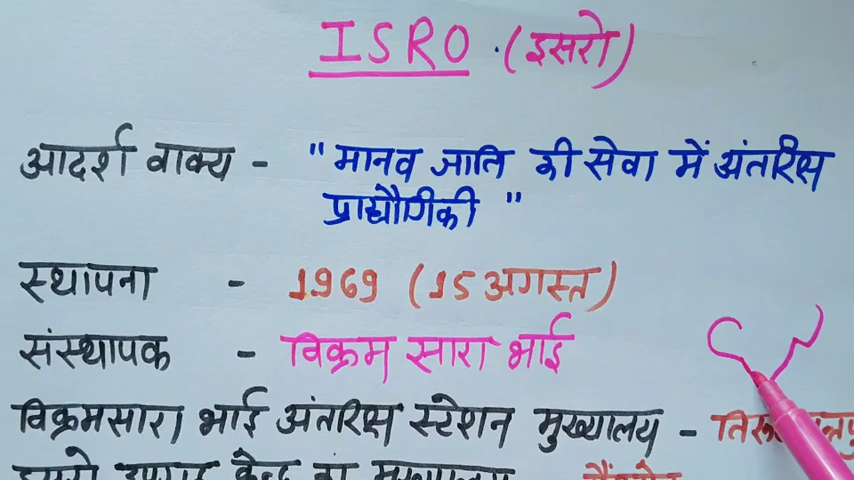 ISRO (इसरो)
आदर्श वाक्य - "मानव जाति की सेवा में अंतरिक्ष
प्राद्यौगिकी"
स्थापना - 1969 (15 अगस्त)
संस्थापक - विक्रम सारा भाई
विक्रमसारा भाई अंतरिक्ष स्टेशन मुख्यालय -